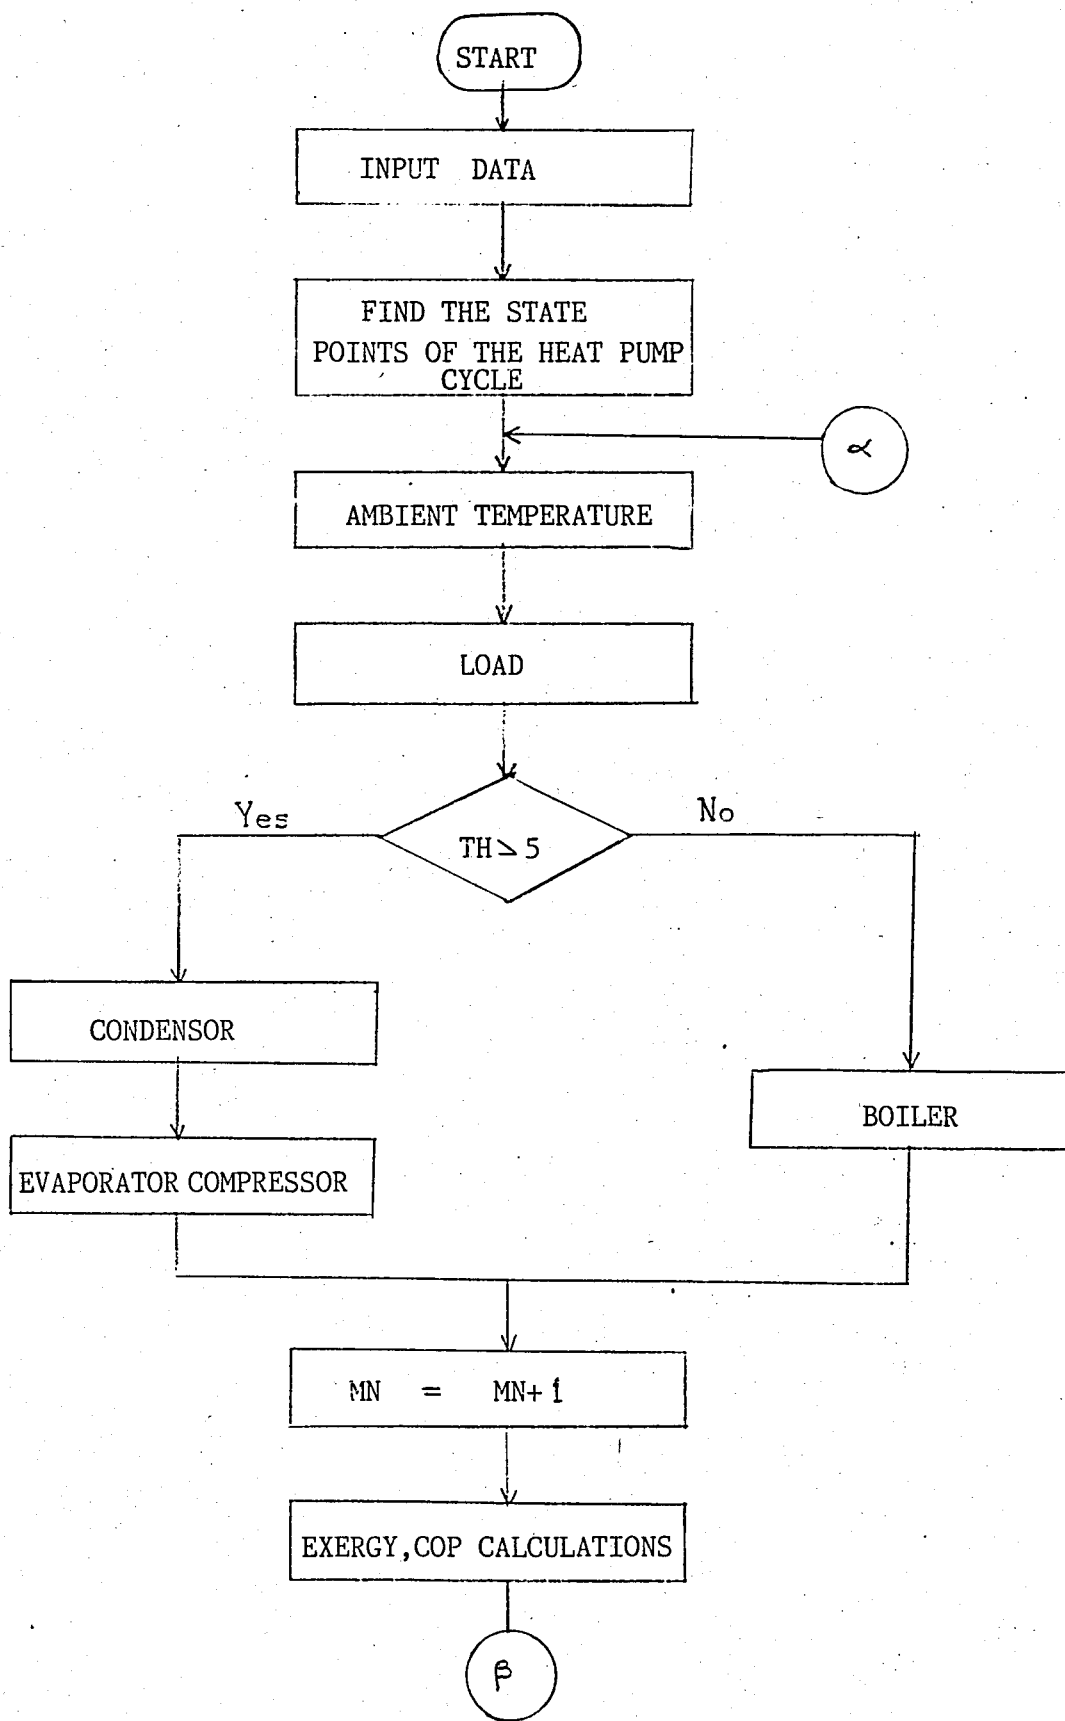 START
INPUT DATA
FIND THE STATE
POINTS OF THE HEAT PUMP
CYCLE
α
AMBIENT TEMPERATURE
LOAD
Yes
No
TH > 5
CONDENSOR
BOILER
EVAPORATOR COMPRESSOR
MN = MN+1
EXERGY,COP CALCULATIONS
β